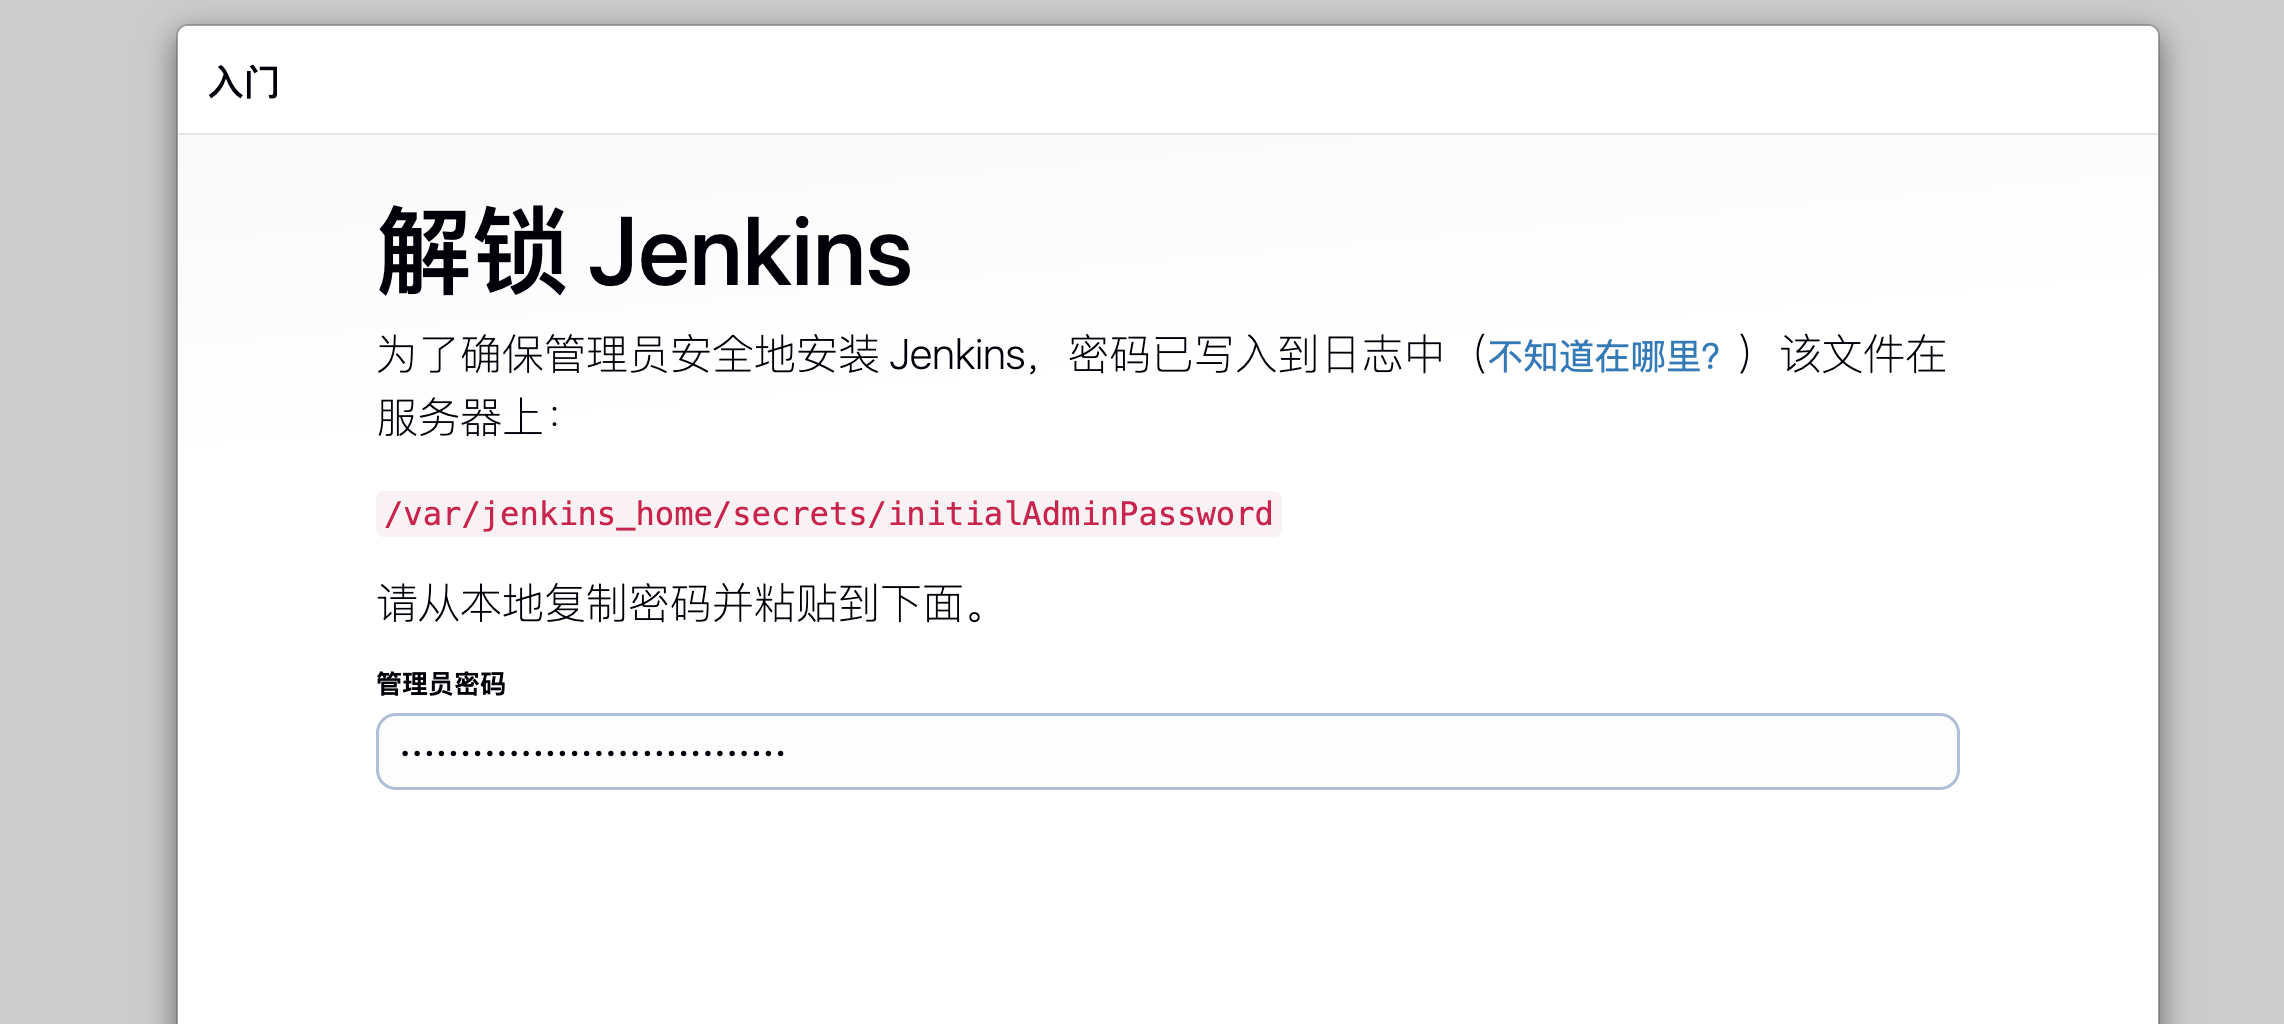 入门
解锁 Jenkins
为了确保管理员安全地安装 Jenkins，密码已写入到日志中（不知道在哪里？）该文件在
服务器上：
/var/jenkins_home/secrets/initialAdminPassword
请从本地复制密码并粘贴到下面。
管理员密码
••••••••••••••••••••••••••••••••